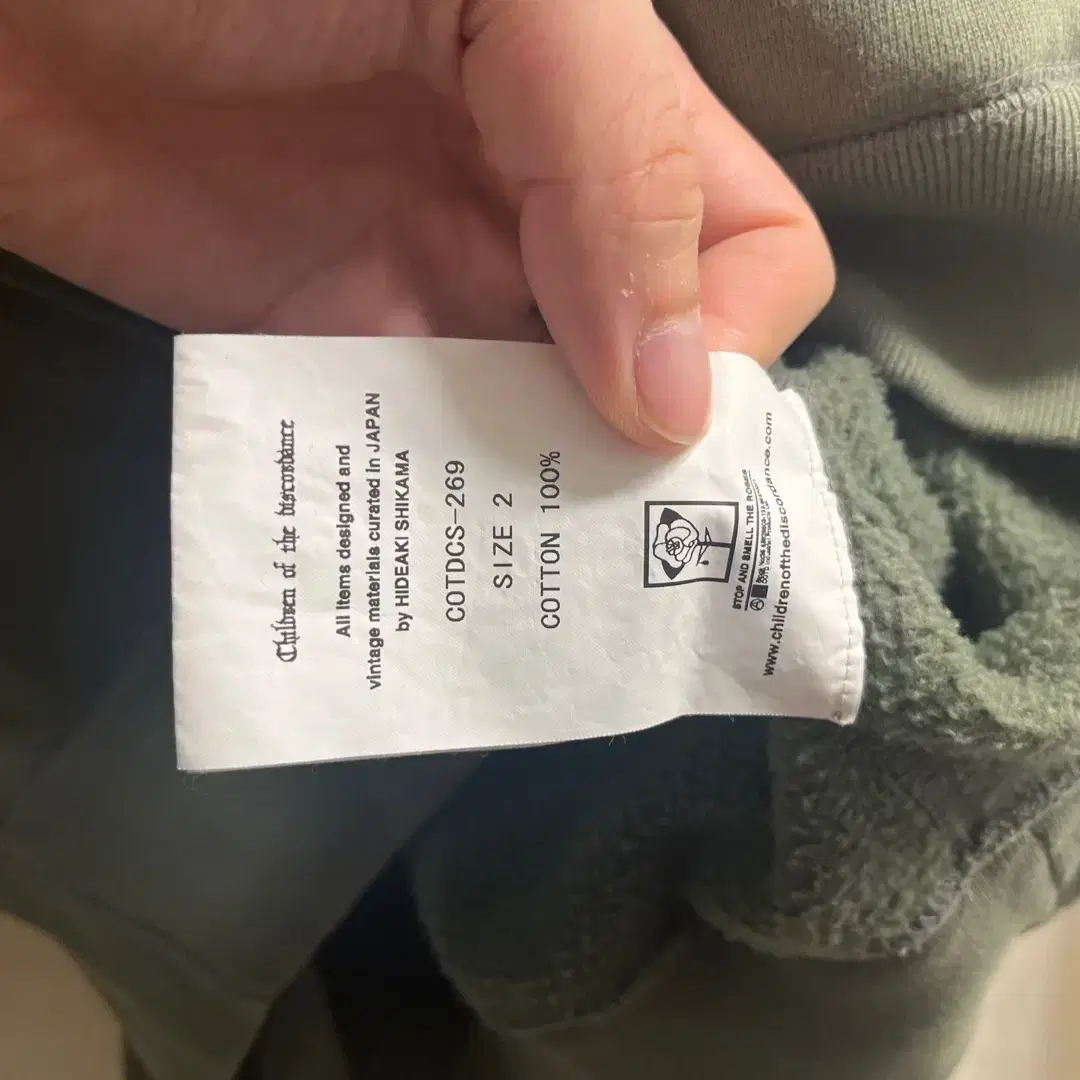 Children of the discordance
All items designed and
vintage materials curated in JAPAN
by HIDEAKI SHIKAMA
COTDCS-269
SIZE 2
COTTON 100%
STOP AND SMELL THE ROSES
www.childrenofthediscordance.com